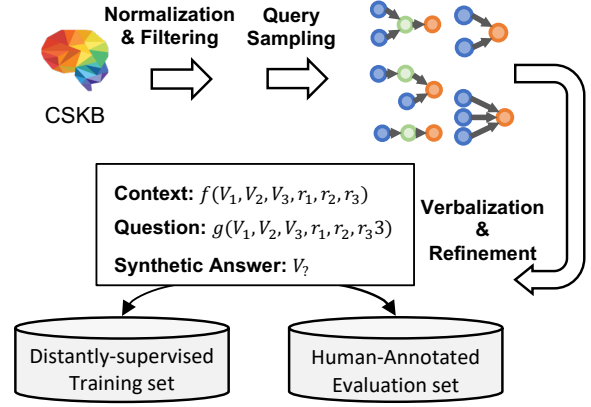 Normalization
& Filtering
Query
Sampling
CSKB
Verbalization
&
Refinement
Context: f(V₁, V₂, V₃, r₁, r₂, r₃)
Question: g(V₁, V₂, V₃, r₁, r₂, r₃3)
Synthetic Answer: V?
Distantly-supervised
Training set
Human-Annotated
Evaluation set